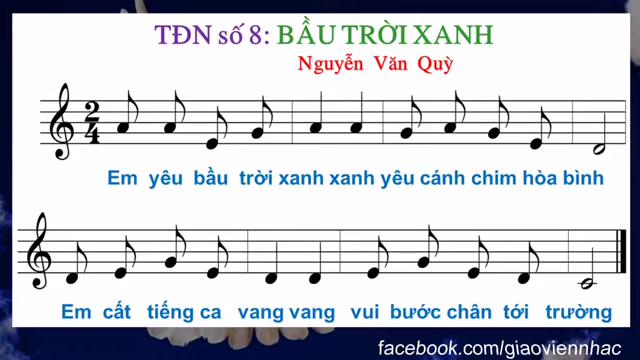 TĐN số 8: BẦU TRỜI XANH
Nguyễn Văn Quỳ
2
4
Em yêu bầu trời xanh xanh yêu cánh chim hòa bình
Em cất tiếng ca vang vang vui bước chân tới trường
facebook.com/giaoviennhac